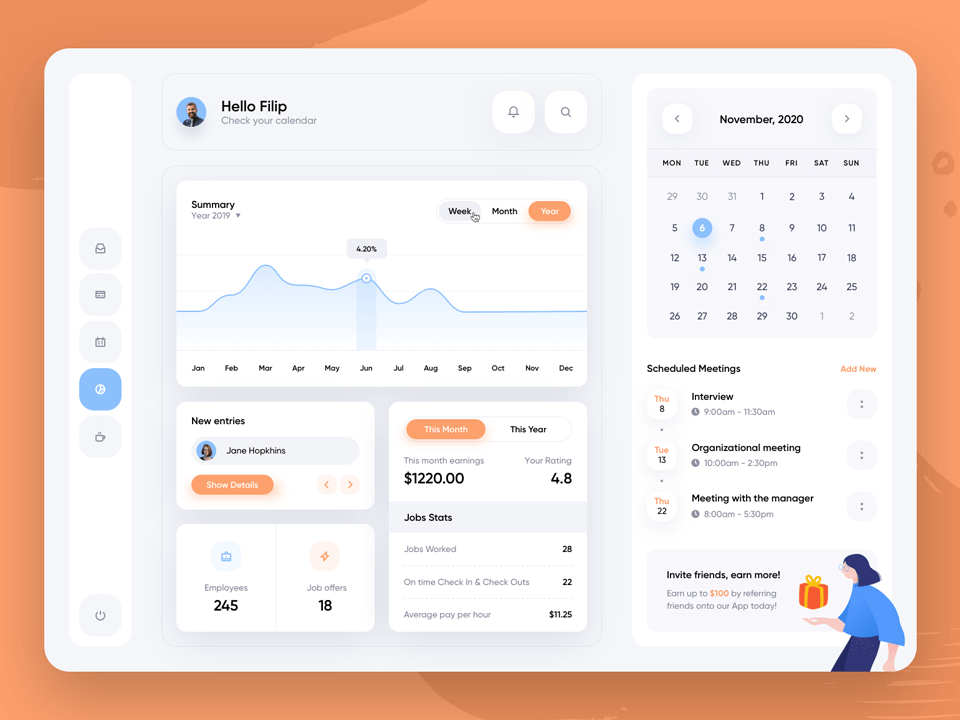 Hello Filip
Check your calendar
Summary
Year 2019 ▼
Week Month Year
4.20%
Jan Feb Mar Apr May Jun Jul Aug Sep Oct Nov Dec
New entries
Jane Hopkhins
Show Details
Employees
245
Job offers
18
This Month This Year
This month earnings Your Rating
$1220.00 4.8
Jobs Stats
Jobs Worked 28
On time Check In & Check Outs 22
Average pay per hour $11.25
November, 2020
MON TUE WED THU FRI SAT SUN
29 30 31 1 2 3 4
5 6 7 8 9 10 11
12 13 14 15 16 17 18
19 20 21 22 23 24 25
26 27 28 29 30 1 2
Scheduled Meetings Add New
Thu
8
Interview
9:00am - 11:30am
Tue
13
Organizational meeting
10:00am - 2:30pm
Thu
22
Meeting with the manager
8:00am - 5:30pm
Invite friends, earn more!
Earn up to $100 by referring
friends onto our App today!